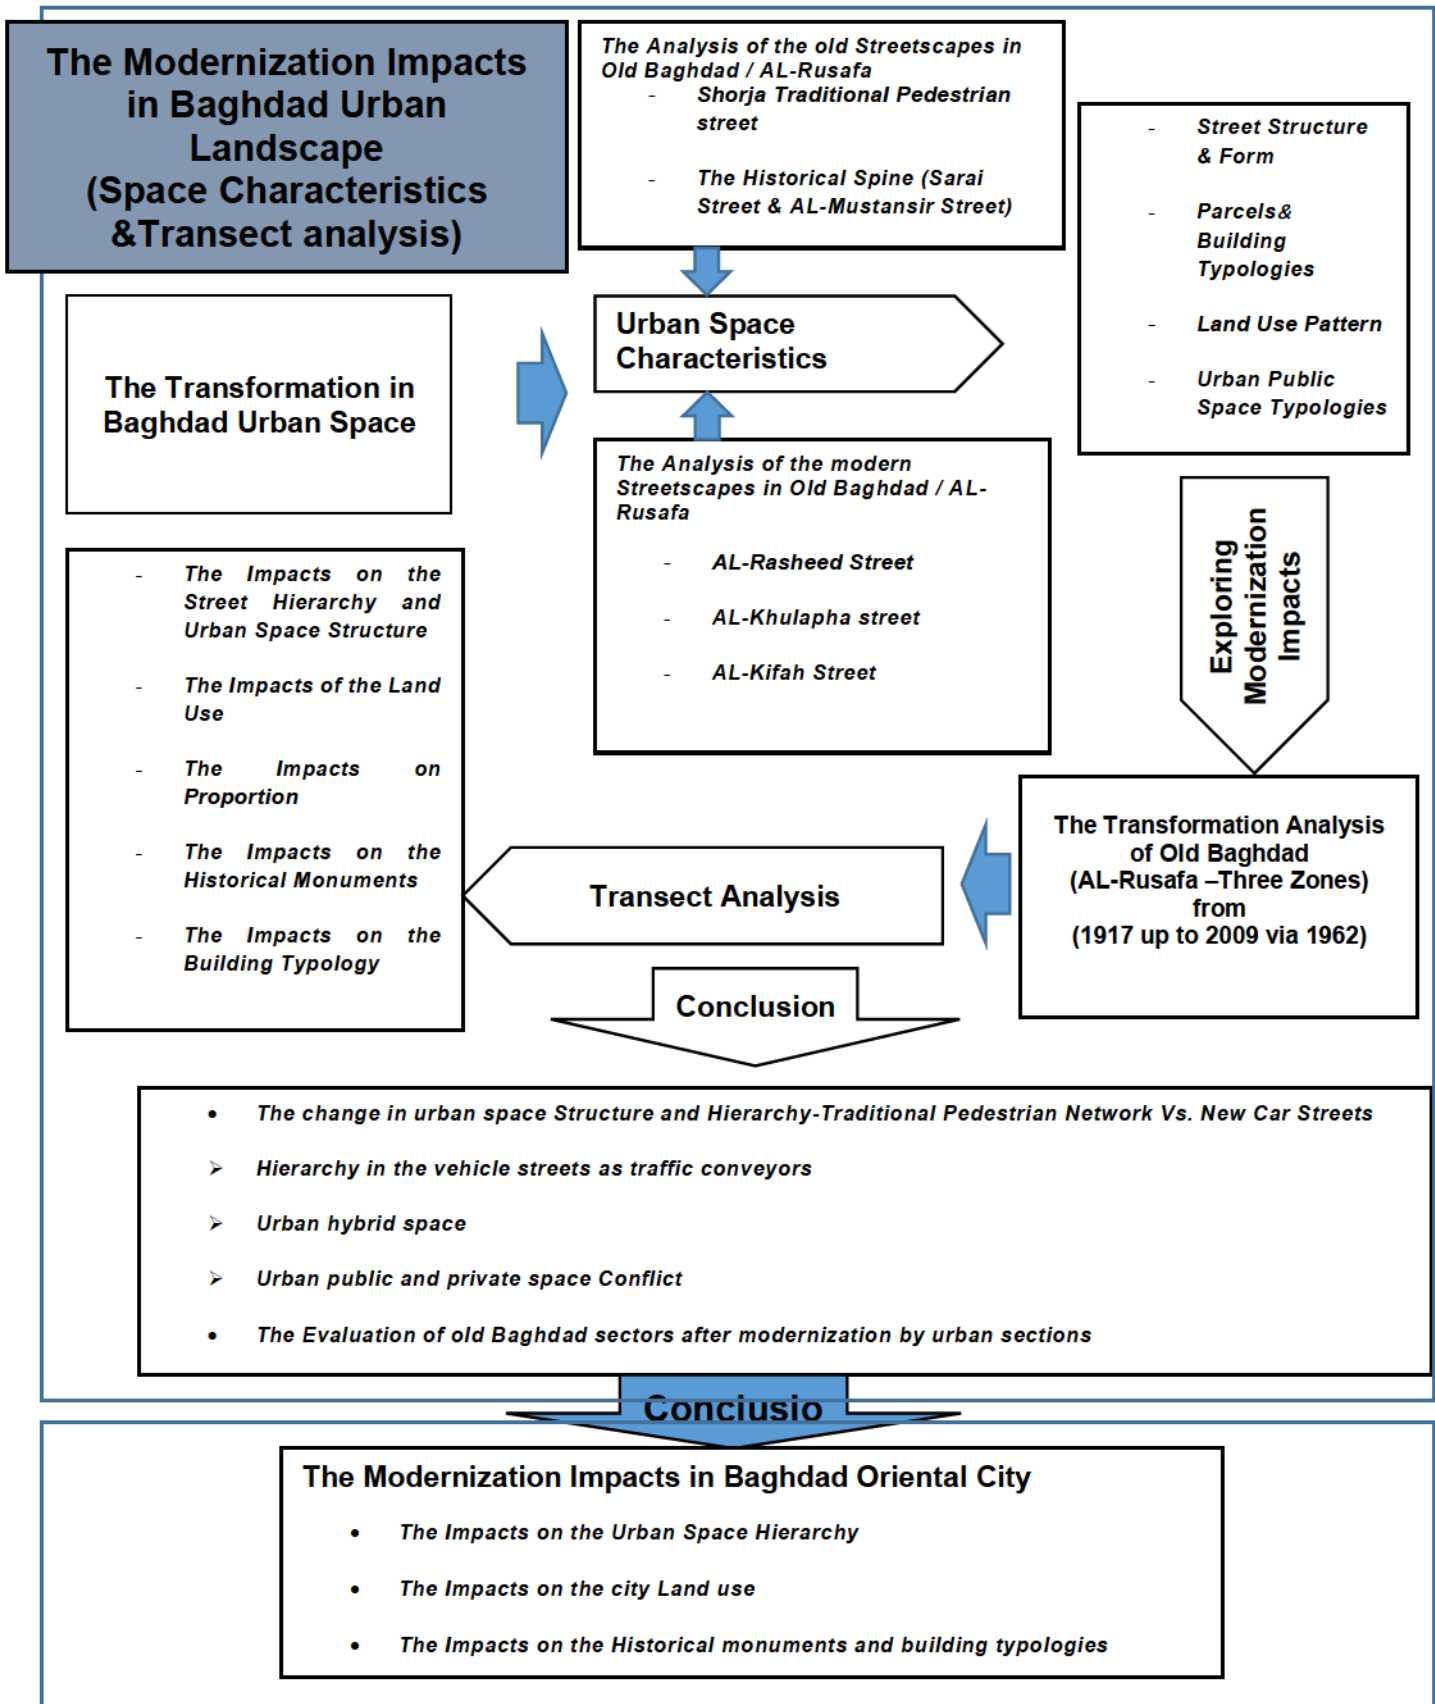 The Modernization Impacts
in Baghdad Urban
Landscape
(Space Characteristics
&Transect analysis)
The Analysis of the old Streetscapes in
Old Baghdad / AL-Rusafa
- Shorja Traditional Pedestrian
street
- The Historical Spine (Sarai
Street & AL-Mustansir Street)
- Street Structure
& Form
- Parcels&
Building
Typologies
- Land Use Pattern
- Urban Public
Space Typologies
The Transformation in
Baghdad Urban Space
Urban Space
Characteristics
The Analysis of the modern
Streetscapes in Old Baghdad / AL-
Rusafa
- AL-Rasheed Street
- AL-Khulapha street
- AL-Kifah Street
Exploring
Modernization
Impacts
- The Impacts on the
Street Hierarchy and
Urban Space Structure
- The Impacts of the Land
Use
- The Impacts on
Proportion
- The Impacts on the
Historical Monuments
- The Impacts on the
Building Typology
The Transformation Analysis
of Old Baghdad
(AL-Rusafa –Three Zones)
from
(1917 up to 2009 via 1962)
Transect Analysis
Conclusion
• The change in urban space Structure and Hierarchy-Traditional Pedestrian Network Vs. New Car Streets
➢ Hierarchy in the vehicle streets as traffic conveyors
➢ Urban hybrid space
➢ Urban public and private space Conflict
• The Evaluation of old Baghdad sectors after modernization by urban sections
Conclusio
The Modernization Impacts in Baghdad Oriental City
• The Impacts on the Urban Space Hierarchy
• The Impacts on the city Land use
• The Impacts on the Historical monuments and building typologies